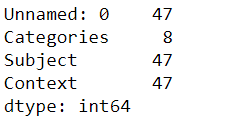 Unnamed: 0    47
Categories     8
Subject       47
Context       47
dtype: int64